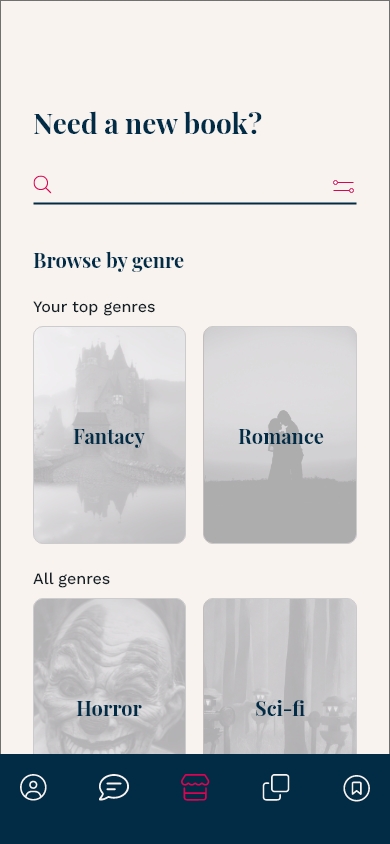 Need a new book?
Browse by genre
Your top genres
Fantacy
Romance
All genres
Horror
Sci-fi